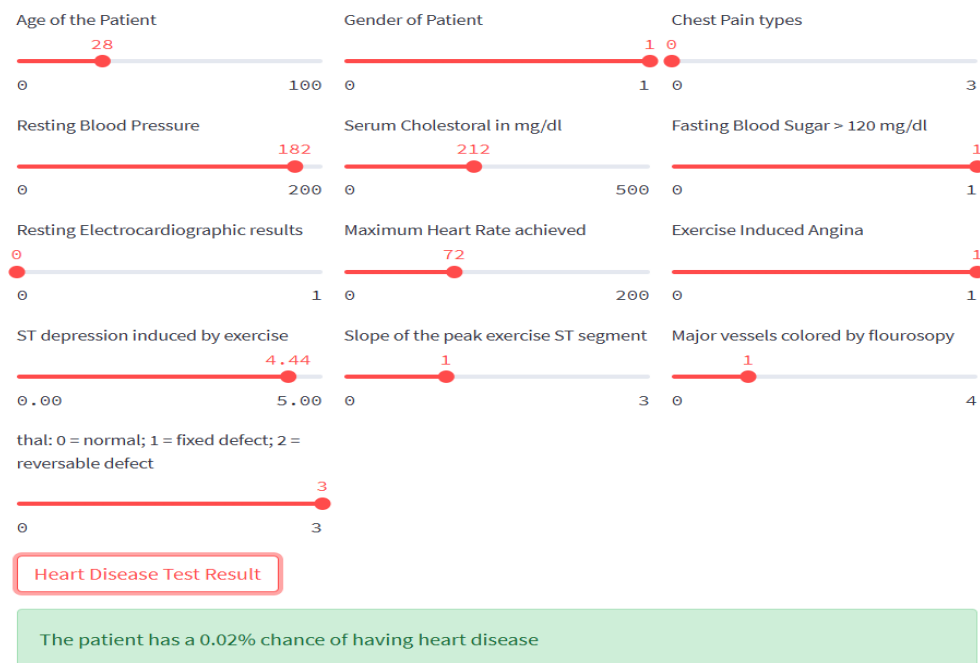 Age of the Patient
28
0 100
Gender of Patient
1
0 1
Chest Pain types
0
0 3
Resting Blood Pressure
182
0 200
Serum Cholestoral in mg/dl
212
0 500
Fasting Blood Sugar > 120 mg/dl
1
0 1
Resting Electrocardiographic results
0
0 1
Maximum Heart Rate achieved
72
0 200
Exercise Induced Angina
1
0 1
ST depression induced by exercise
4.44
0.00 5.00
Slope of the peak exercise ST segment
1
0 3
Major vessels colored by flourosopy
1
0 4
thal: 0 = normal; 1 = fixed defect; 2 =
reversable defect
3
0 3
Heart Disease Test Result
The patient has a 0.02% chance of having heart disease